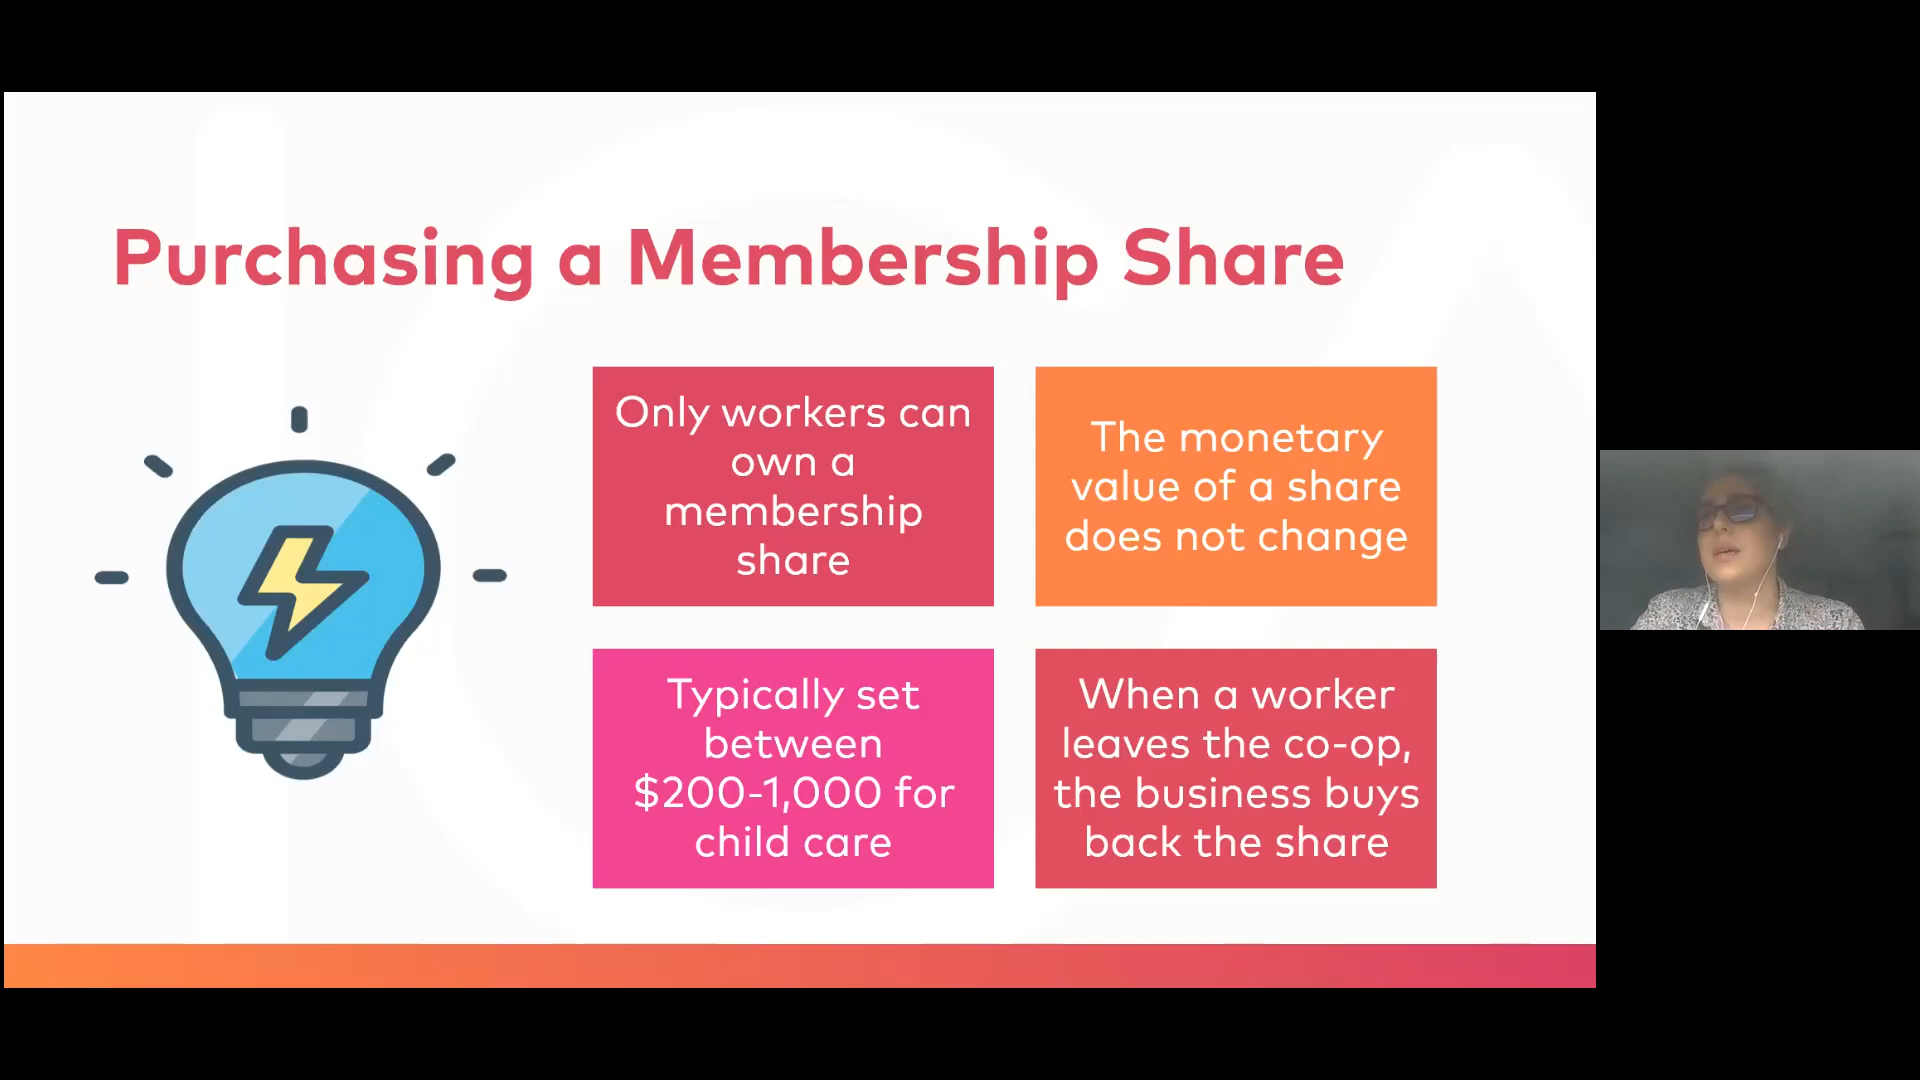 Purchasing a Membership Share
Only workers can
own a
membership
share
The monetary
value of a share
does not change
Typically set
between
$200-1,000 for
child care
When a worker
leaves the co-op,
the business buys
back the share